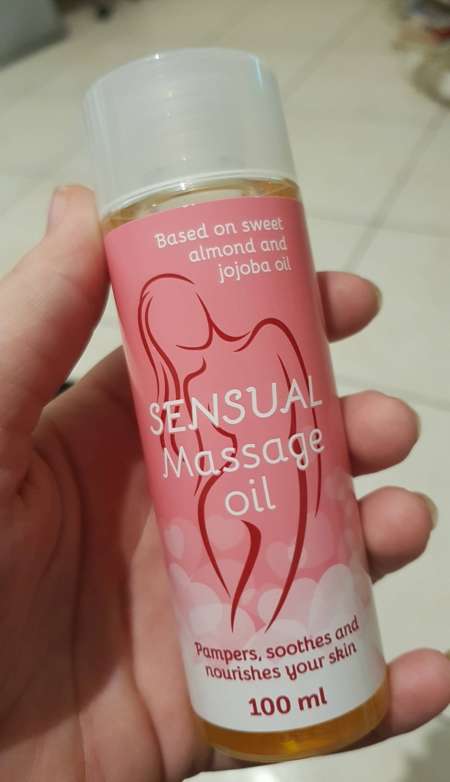 Based on sweet
almond and
jojoba oil
SENSUAL
Massage
oil
Pampers, soothes and
nourishes your skin
100 ml